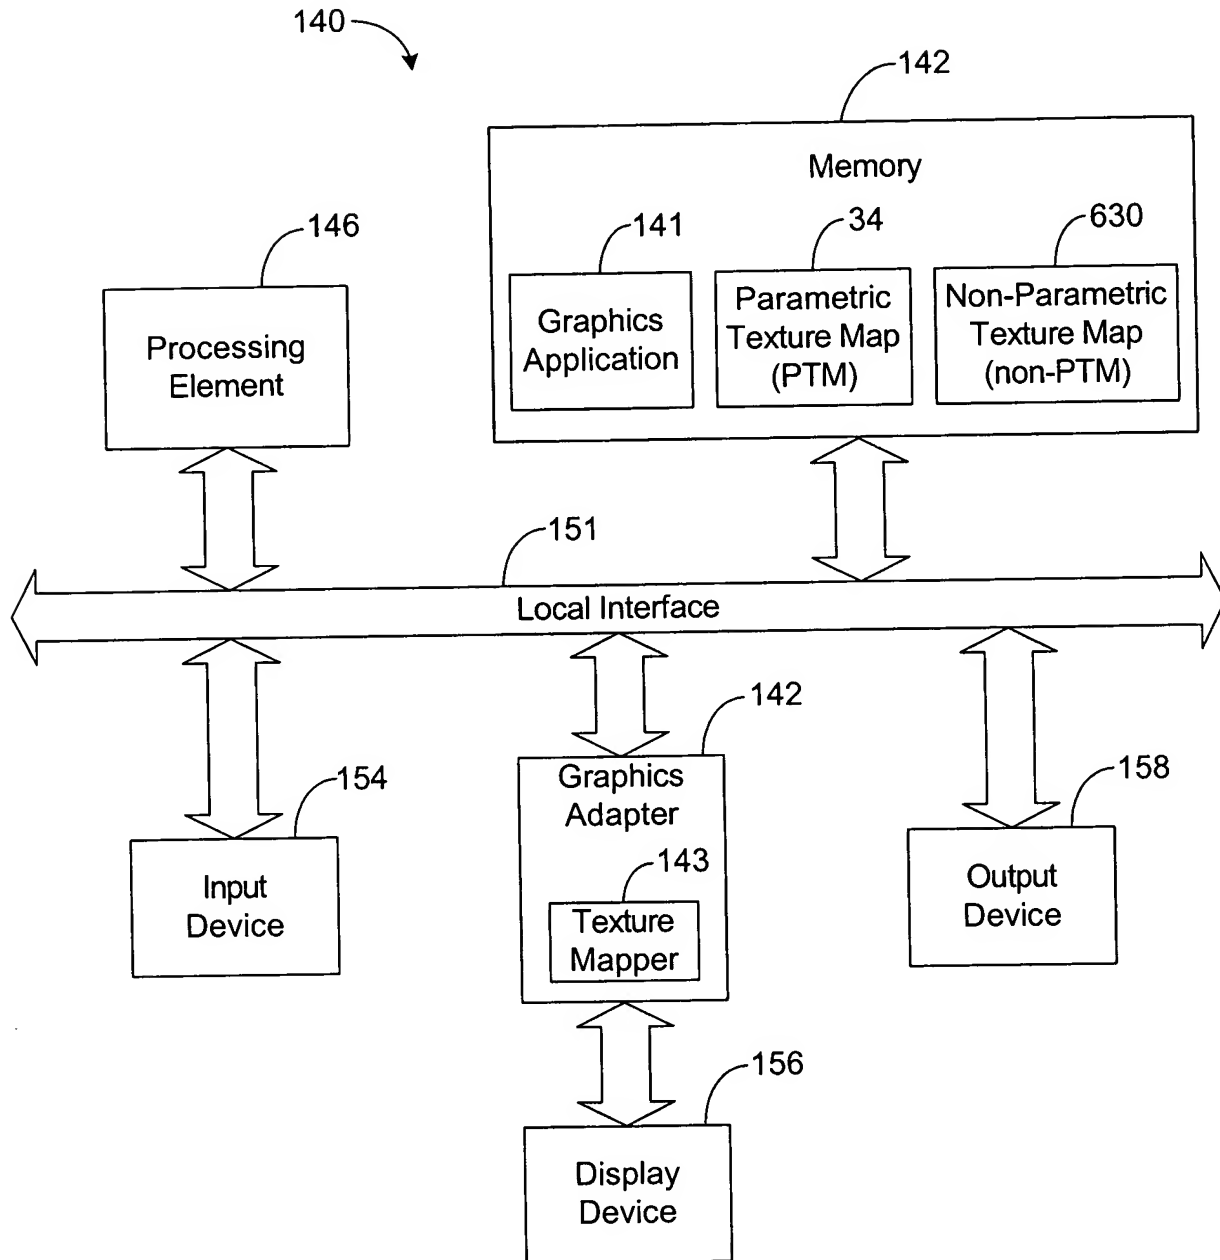 140
142
Memory
146
141
34
630
Processing
Element
Graphics
Application
Parametric
Texture Map
(PTM)
Non-Parametric
Texture Map
(non-PTM)
151
Local Interface
142
154
158
Graphics
Adapter
143
Input
Device
Texture
Mapper
Output
Device
156
Display
Device